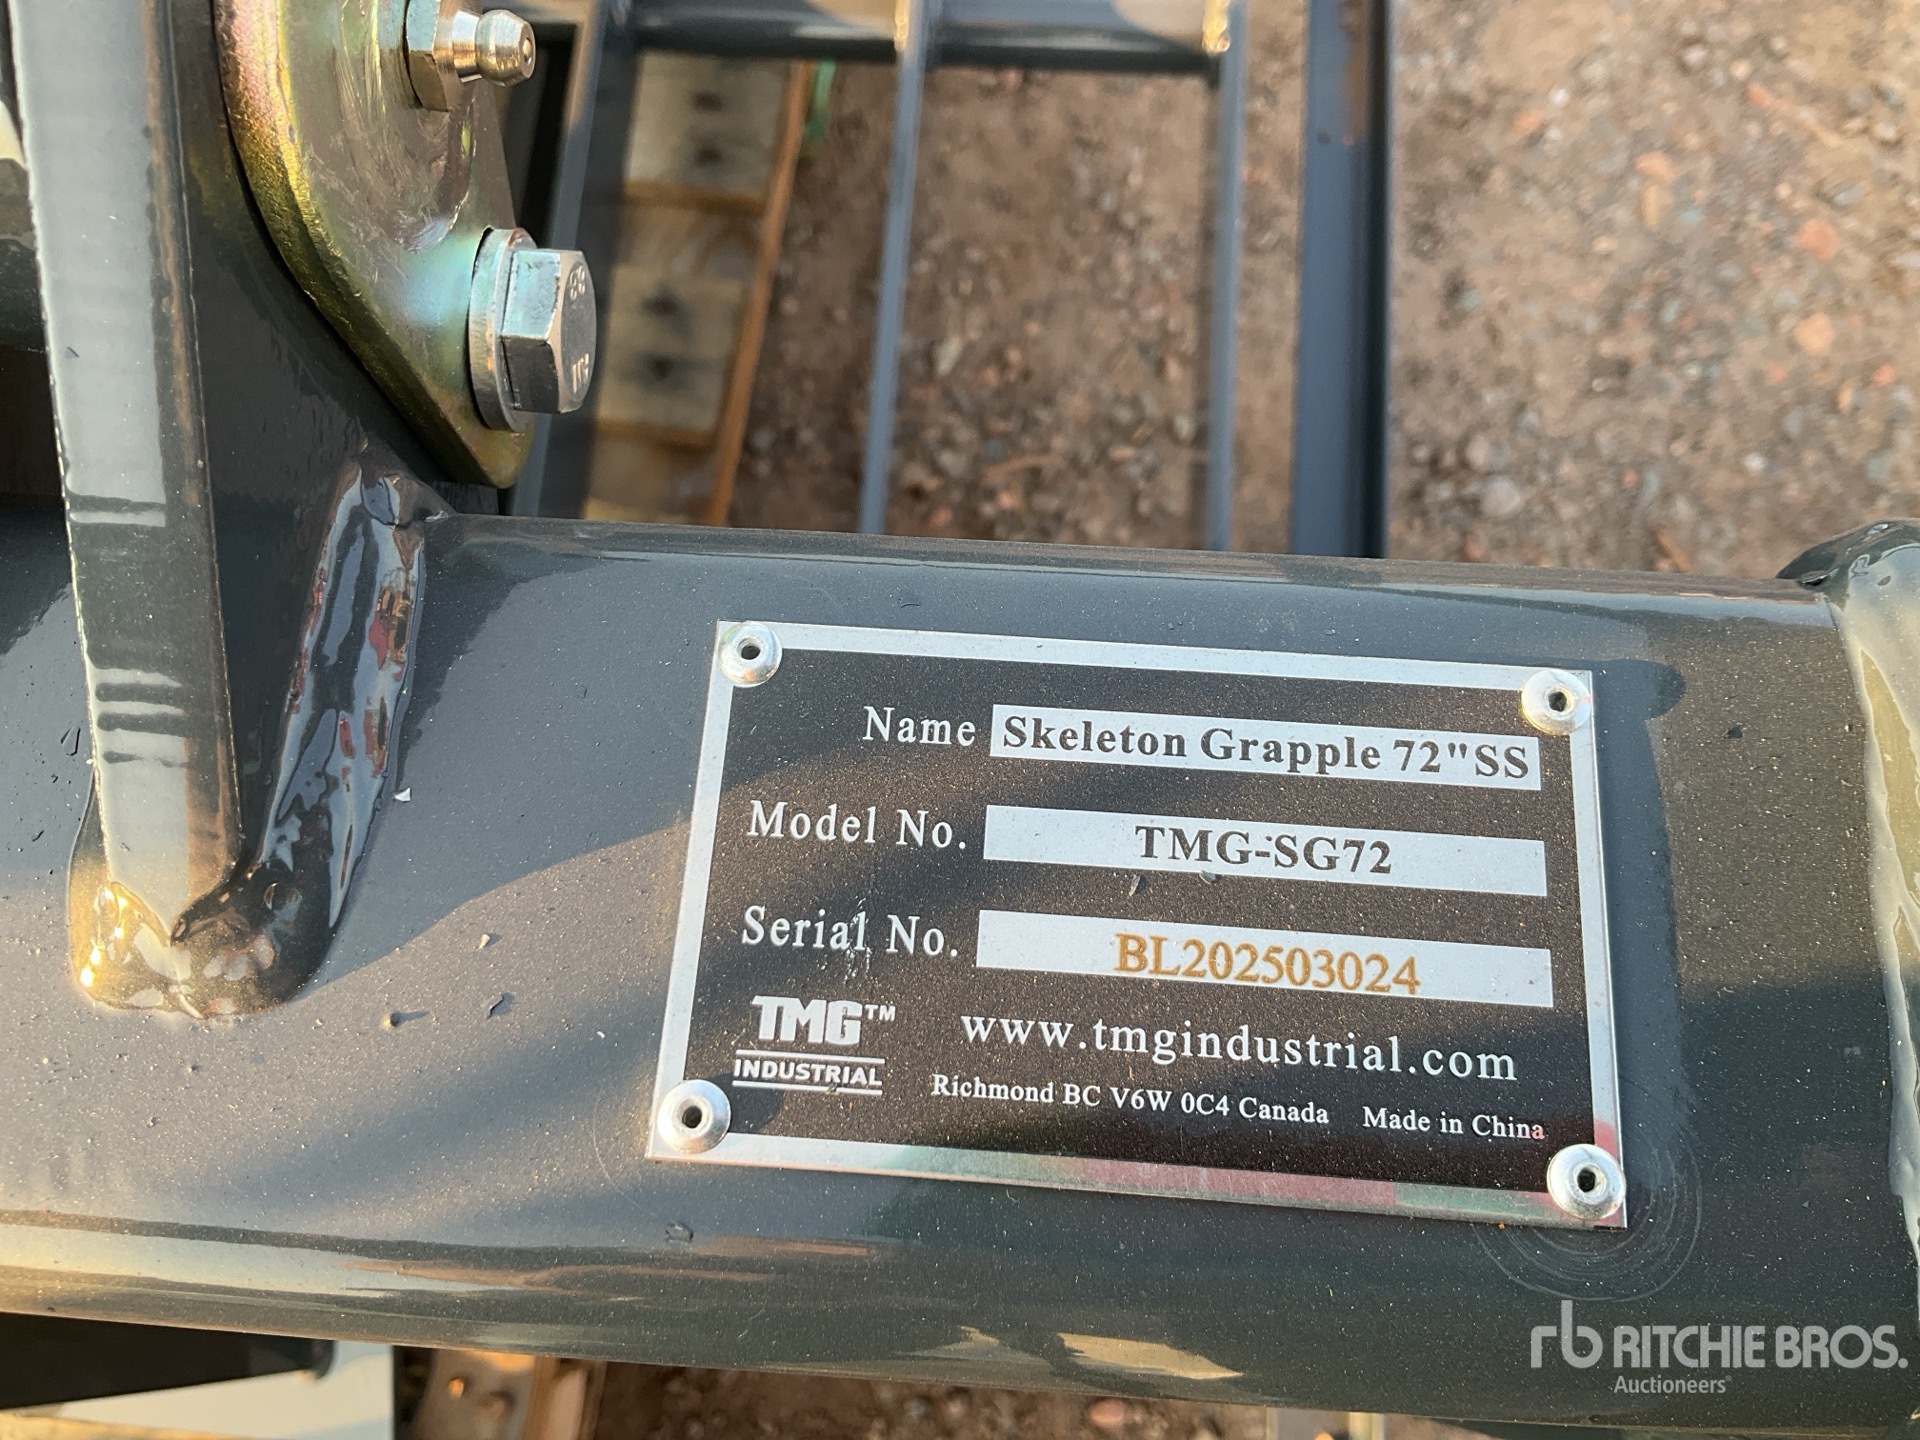 Name Skeleton Grapple 72"SS
Model No. TMG-SG72
Serial No. BL202503024
TMG™
INDUSTRIAL
www.tmgindustrial.com
Richmond BC V6W 0C4 Canada Made in China
rb RITCHIE BROS.
Auctioneers